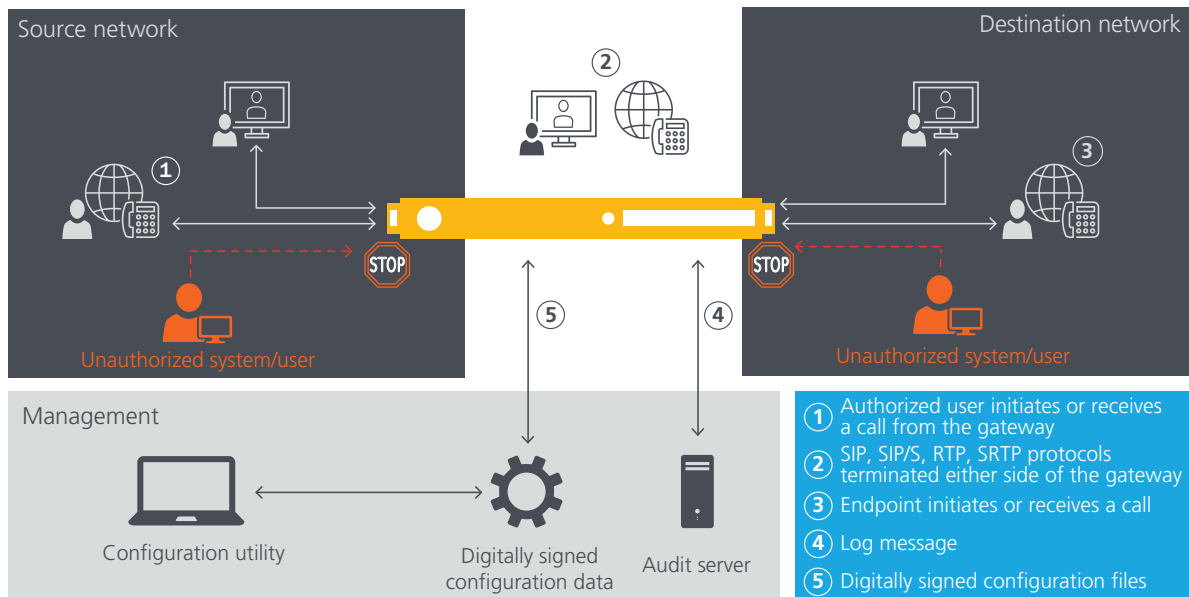 Source network
Destination network
2
1
3
STOP
STOP
5
4
Unauthorized system/user
Unauthorized system/user
Management
Configuration utility
Digitally signed
configuration data
Audit server
1 Authorized user initiates or receives
a call from the gateway
2 SIP, SIP/S, RTP, SRTP protocols
terminated either side of the gateway
3 Endpoint initiates or receives a call
4 Log message
5 Digitally signed configuration files